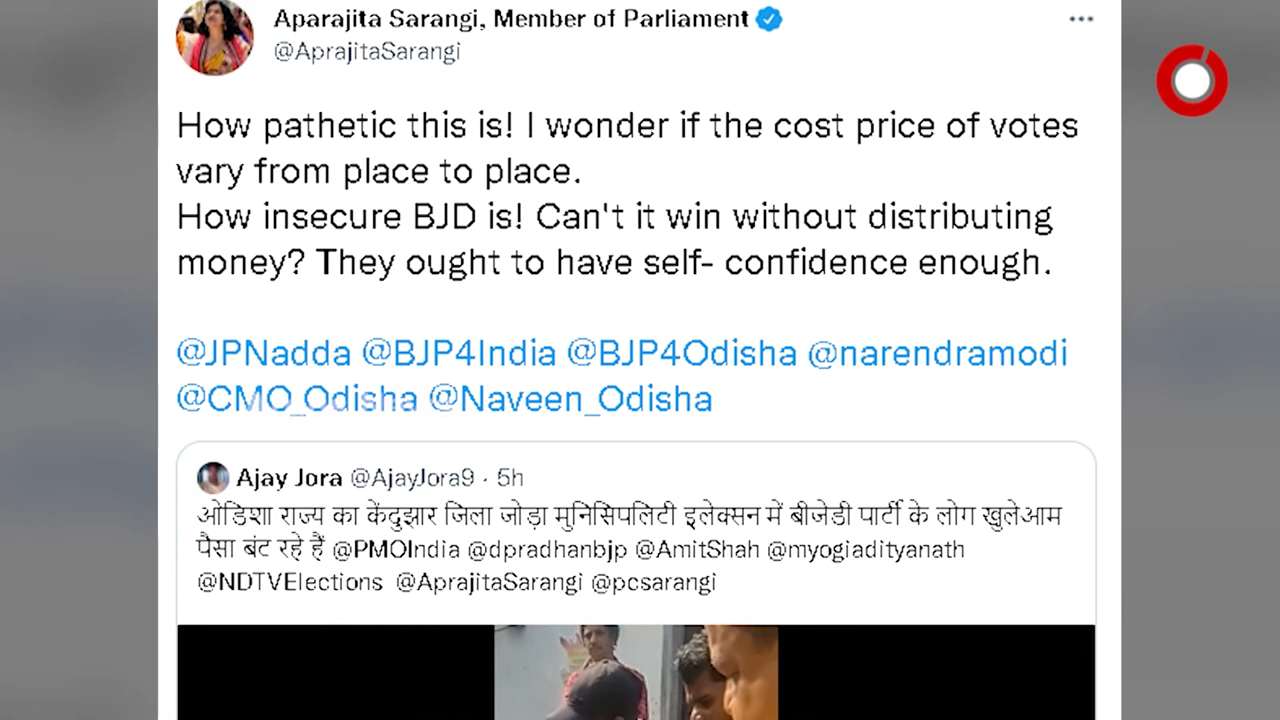 Aparajita Sarangi, Member of Parliament
@AprajitaSarangi
How pathetic this is! I wonder if the cost price of votes
vary from place to place.
How insecure BJD is! Can't it win without distributing
money? They ought to have self- confidence enough.
@JPNadda @BJP4India @BJP4Odisha @narendramodi
@CMO_Odisha @Naveen_Odisha
Ajay Jora @AjayJora9 · 5h
ओडिशा राज्य का केंदुझार जिला जोड़ा मुनिसिपलिटी इलेक्सन में बीजेडी पार्टी के लोग खुलेआम
पैसा बंट रहे हैं @PMOIndia @dpradhanbjp @AmitShah @myogiadityanath
@NDTVElections @AprajitaSarangi @pcsarangi